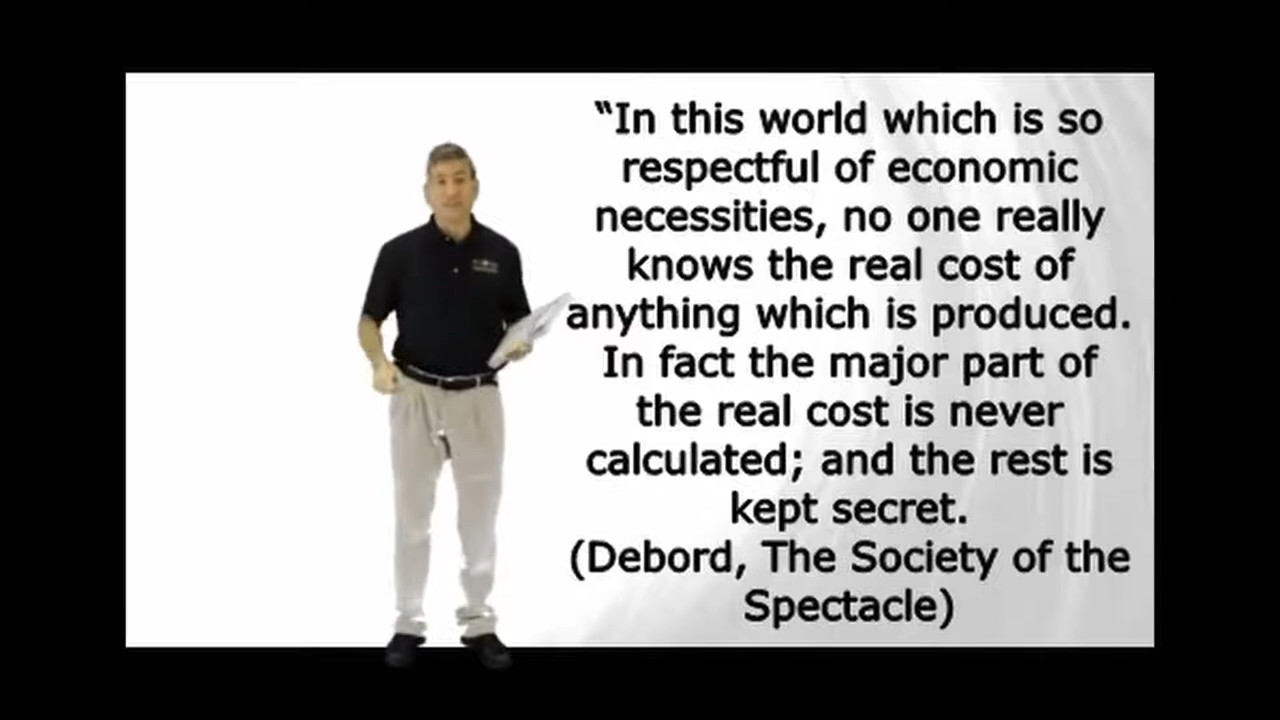 “In this world which is so
respectful of economic
necessities, no one really
knows the real cost of
anything which is produced.
In fact the major part of
the real cost is never
calculated; and the rest is
kept secret.
(Debord, The Society of the
Spectacle)